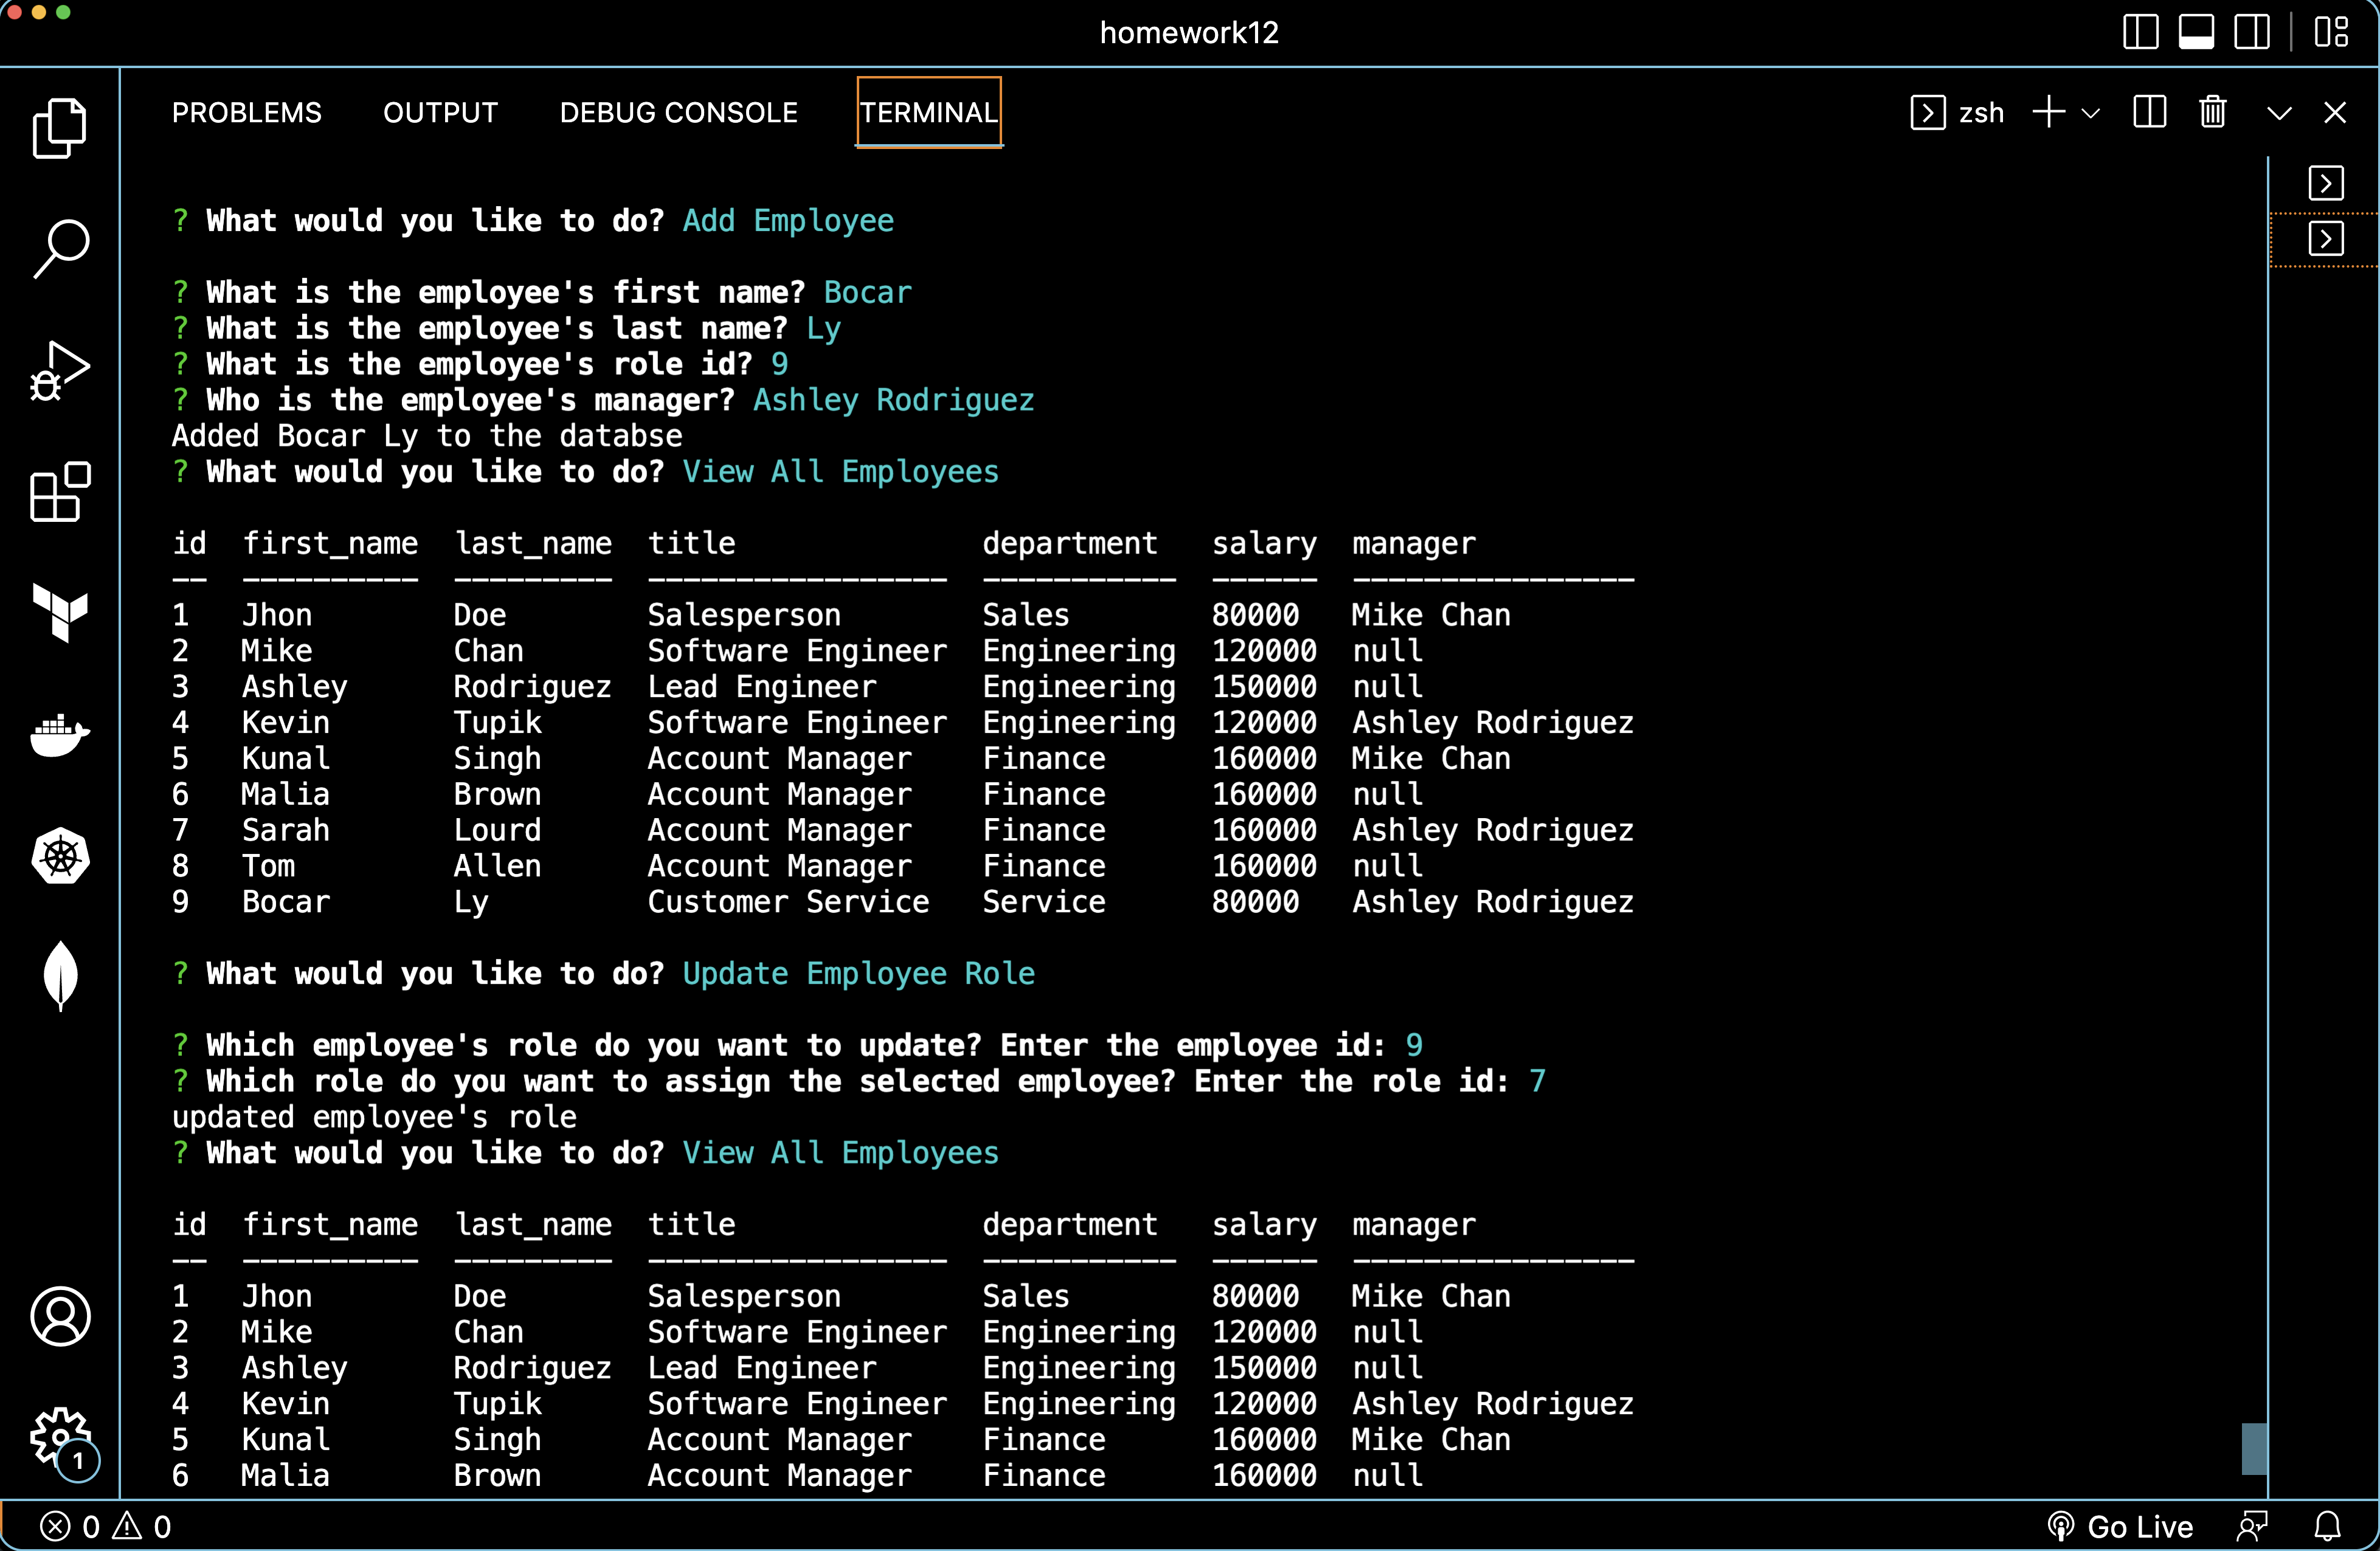 homework12
PROBLEMS OUTPUT DEBUG CONSOLE TERMINAL zsh
? What would you like to do? Add Employee
? What is the employee's first name? Bocar
? What is the employee's last name? Ly
? What is the employee's role id? 9
? Who is the employee's manager? Ashley Rodriguez
Added Bocar Ly to the databse
? What would you like to do? View All Employees
id first_name last_name title department salary manager
-- ---------- --------- ----------------- ----------- ------ ----------------
1 Jhon Doe Salesperson Sales 80000 Mike Chan
2 Mike Chan Software Engineer Engineering 120000 null
3 Ashley Rodriguez Lead Engineer Engineering 150000 null
4 Kevin Tupik Software Engineer Engineering 120000 Ashley Rodriguez
5 Kunal Singh Account Manager Finance 160000 Mike Chan
6 Malia Brown Account Manager Finance 160000 null
7 Sarah Lourd Account Manager Finance 160000 Ashley Rodriguez
8 Tom Allen Account Manager Finance 160000 null
9 Bocar Ly Customer Service Service 80000 Ashley Rodriguez
? What would you like to do? Update Employee Role
? Which employee's role do you want to update? Enter the employee id: 9
? Which role do you want to assign the selected employee? Enter the role id: 7
updated employee's role
? What would you like to do? View All Employees
id first_name last_name title department salary manager
-- ---------- --------- ----------------- ----------- ------ ----------------
1 Jhon Doe Salesperson Sales 80000 Mike Chan
2 Mike Chan Software Engineer Engineering 120000 null
3 Ashley Rodriguez Lead Engineer Engineering 150000 null
4 Kevin Tupik Software Engineer Engineering 120000 Ashley Rodriguez
5 Kunal Singh Account Manager Finance 160000 Mike Chan
6 Malia Brown Account Manager Finance 160000 null
1
0 0 Go Live